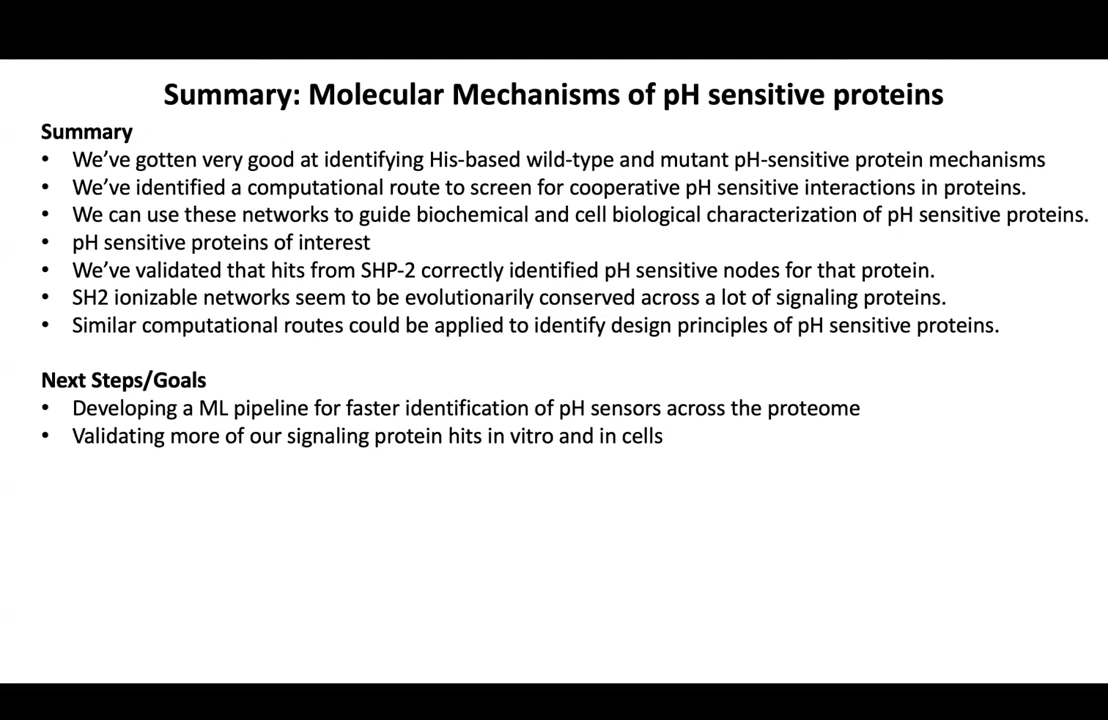 Summary: Molecular Mechanisms of pH sensitive proteins
Summary
• We’ve gotten very good at identifying His-based wild-type and mutant pH-sensitive protein mechanisms
• We’ve identified a computational route to screen for cooperative pH sensitive interactions in proteins.
• We can use these networks to guide biochemical and cell biological characterization of pH sensitive proteins.
• pH sensitive proteins of interest
• We’ve validated that hits from SHP-2 correctly identified pH sensitive nodes for that protein.
• SH2 ionizable networks seem to be evolutionarily conserved across a lot of signaling proteins.
• Similar computational routes could be applied to identify design principles of pH sensitive proteins.
Next Steps/Goals
• Developing a ML pipeline for faster identification of pH sensors across the proteome
• Validating more of our signaling protein hits in vitro and in cells